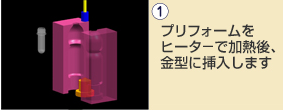 ①
プリフォームを
ヒーターで加熱後、
金型に挿入します